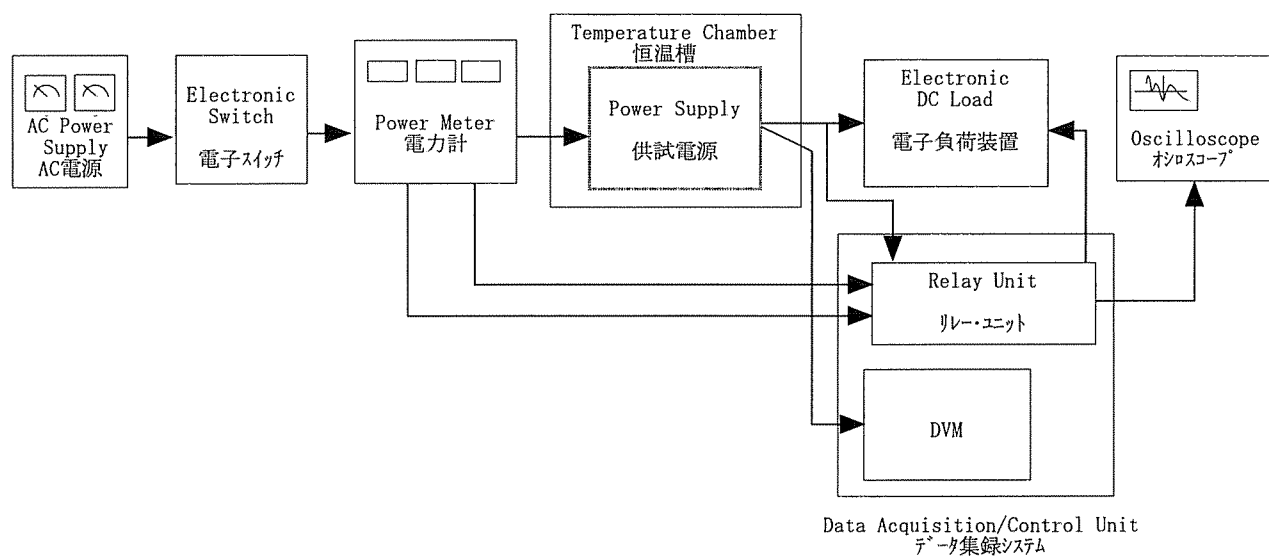 AC Power
Supply
AC電源
Electronic
Switch
電子スイッチ
Power Meter
電力計
Temperature Chamber
恒温槽
Power Supply
供試電源
Electronic
DC Load
電子負荷装置
Oscilloscope
オシロスコープ
Relay Unit
リレー・ユニット
DVM
Data Acquisition/Control Unit
データ集録システム